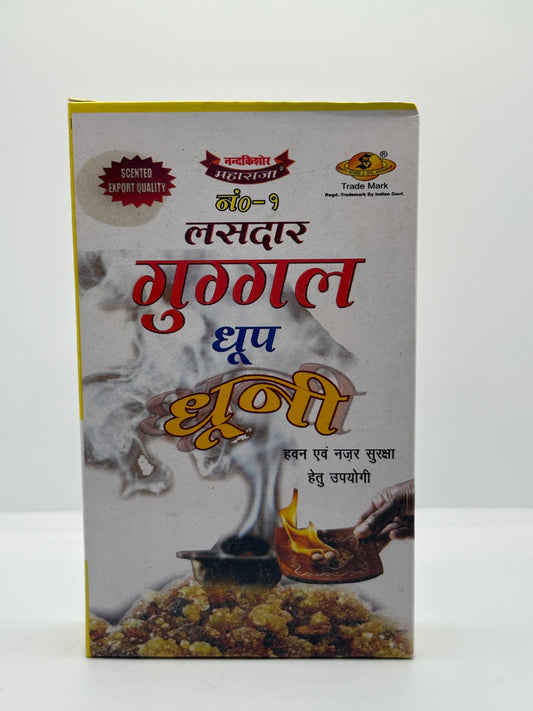 SCENTED
EXPORT QUALITY
नन्दकिशोर
महाराजा
®
Trade Mark
Regd.-Trademark By Indian Govt.
नं०-१
लसदार
गुग्गल
धूप
धूनी
हवन एवं नज़र सुरक्षा
हेतु उपयोगी